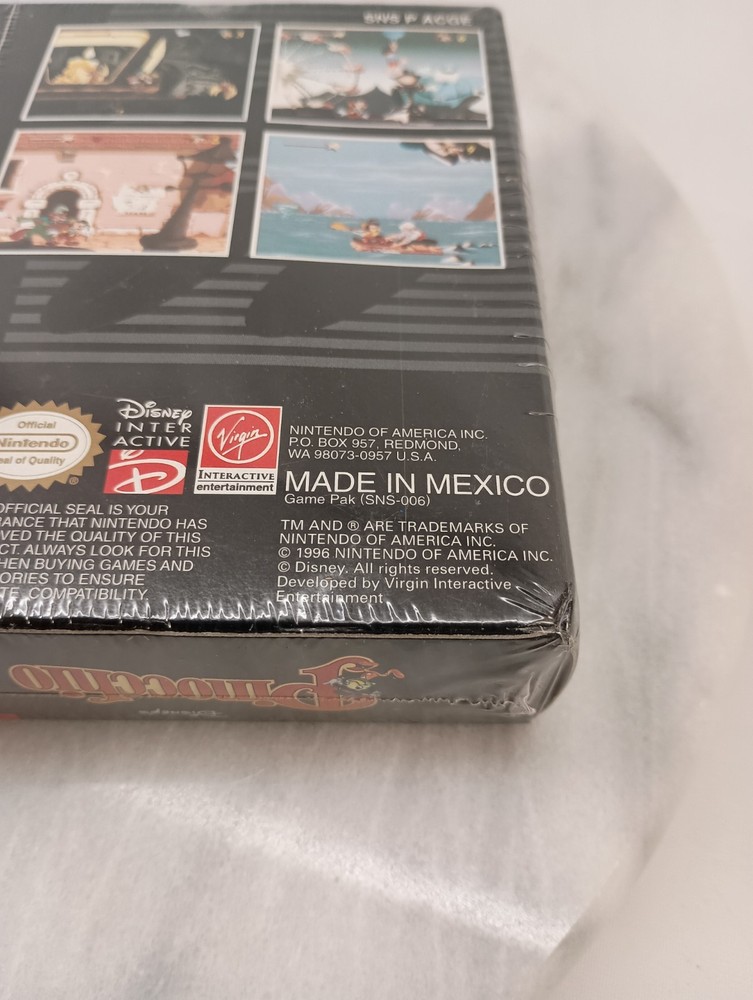 Official
Nintendo
Seal of Quality
®
Disney
INTER
ACTIVE
D
Virgin
INTERACTIVE
entertainment
NINTENDO OF AMERICA INC.
P.O. BOX 957, REDMOND,
WA 98073-0957 U.S.A.
MADE IN MEXICO
Game Pak (SNS-006)
OFFICIAL SEAL IS YOUR
RANCE THAT NINTENDO HAS
VED THE QUALITY OF THIS
CT. ALWAYS LOOK FOR THIS
HEN BUYING GAMES AND
ORIES TO ENSURE
TE COMPATIBILITY.
TM AND ® ARE TRADEMARKS OF
NINTENDO OF AMERICA INC.
© 1996 NINTENDO OF AMERICA INC.
© Disney. All rights reserved.
Developed by Virgin Interactive
Entertainment
Pinocchio
Disney's